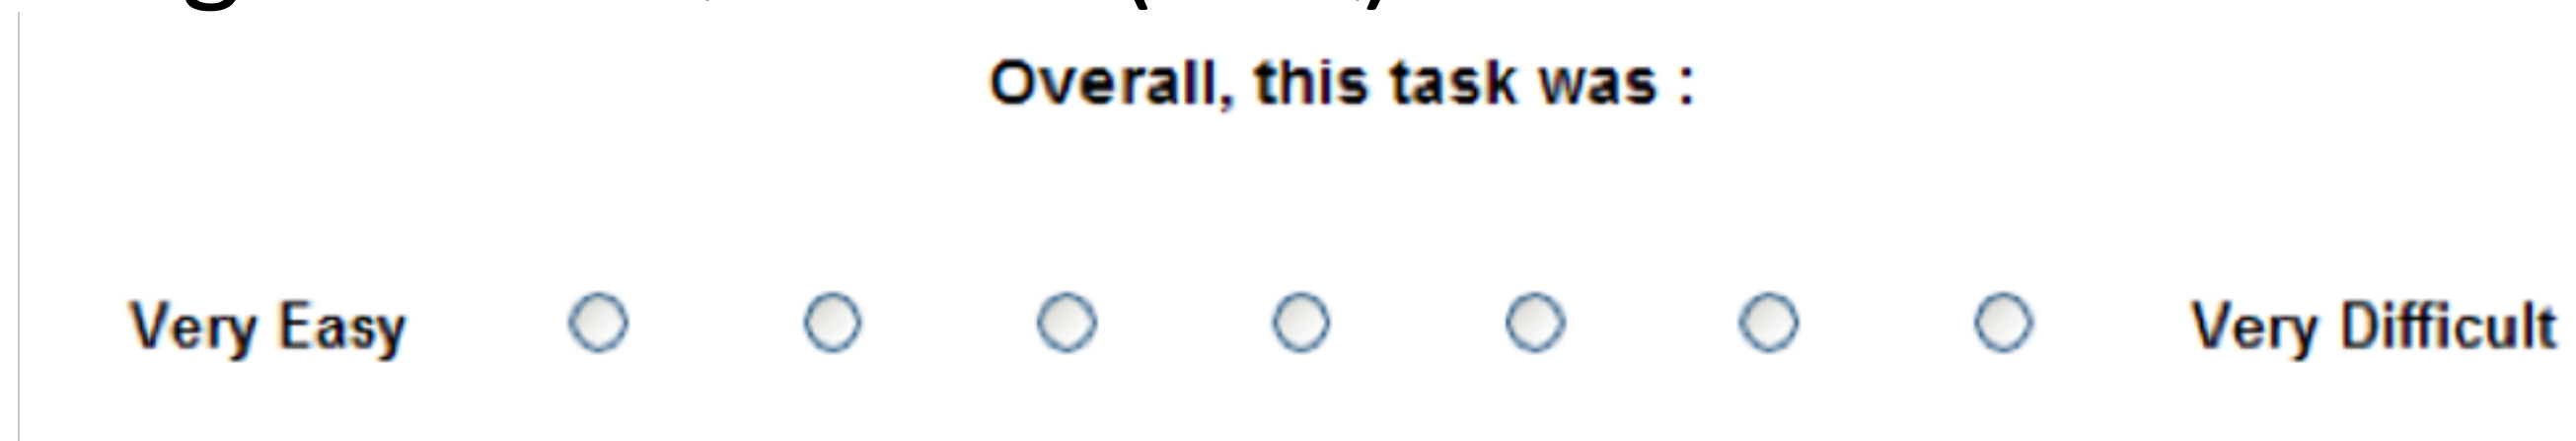 Overall, this task was :
Very Easy Very Difficult